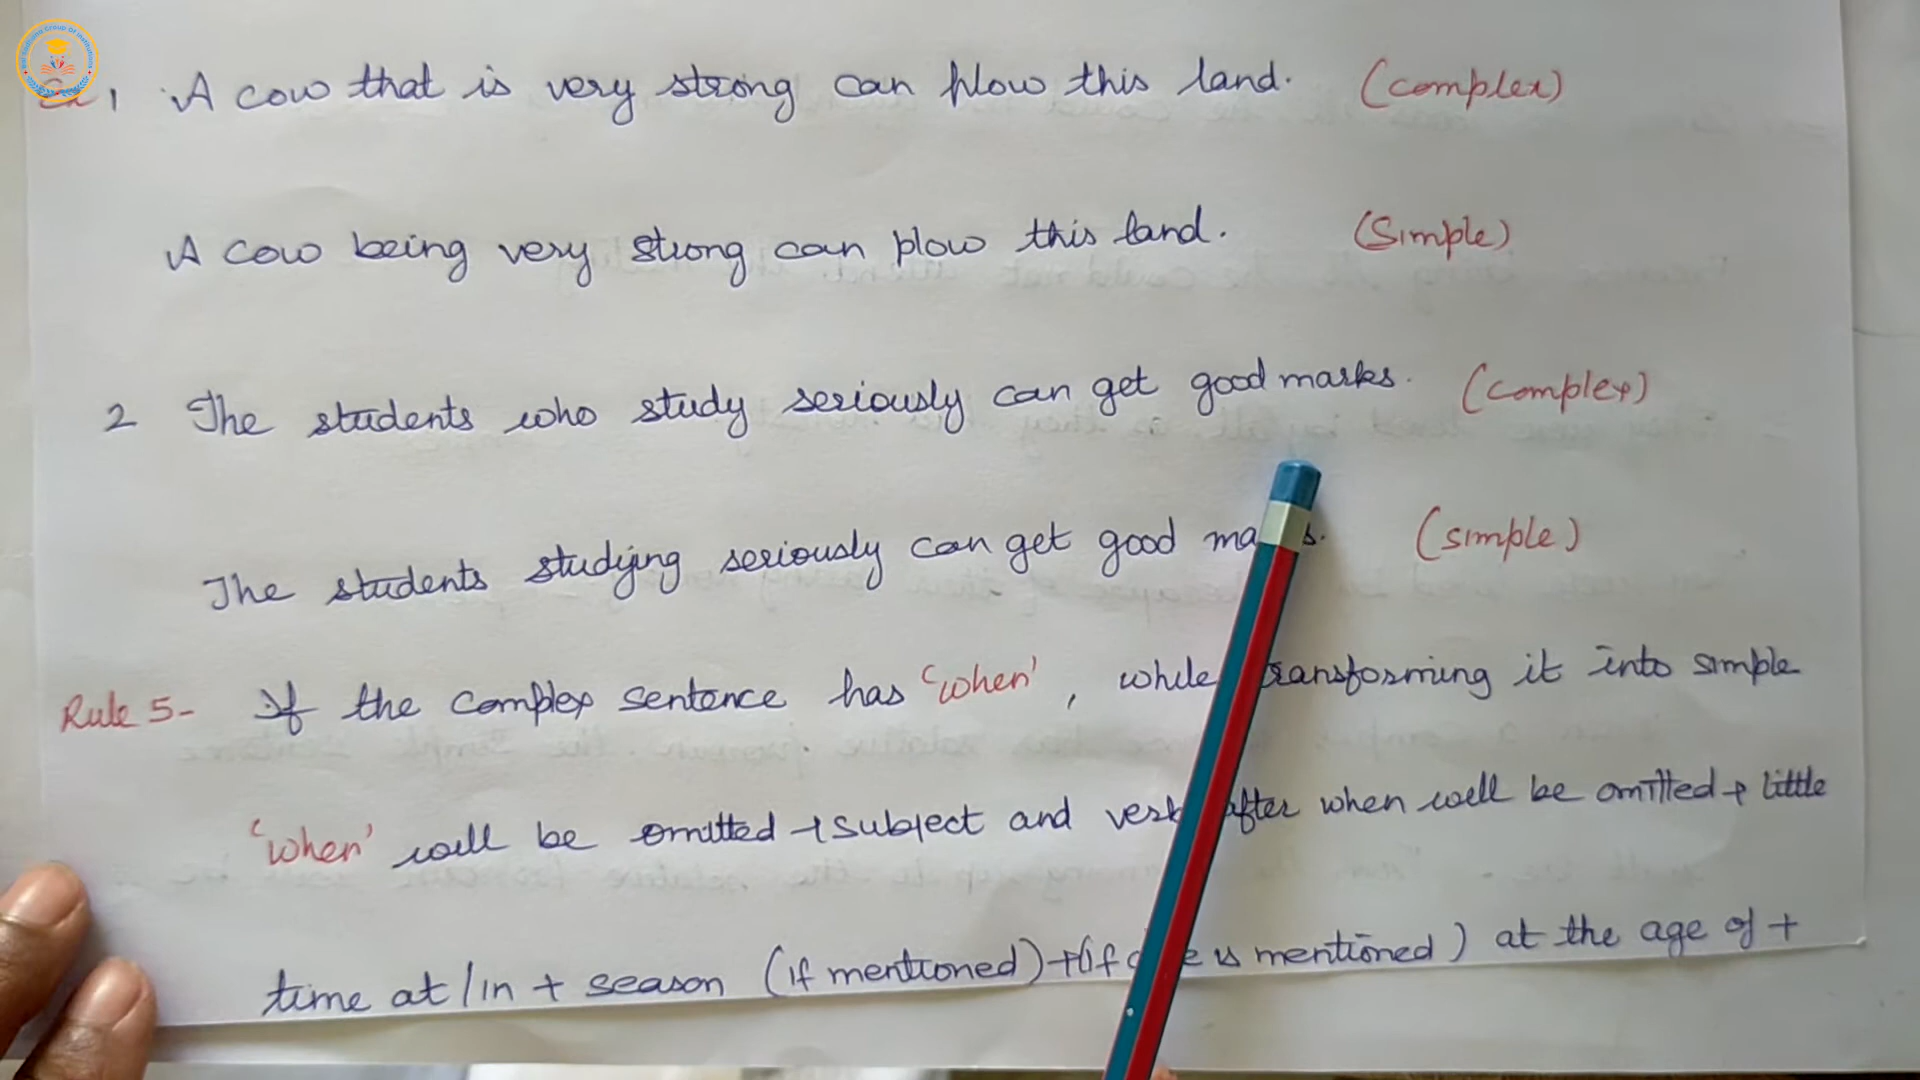 Ex 1 A cow that is very strong can plow this land. (complex)
A cow being very strong can plow this land. (Simple)
2 The students who study seriously can get good marks. (complex)
The students studying seriously can get good ma s. (simple)
Rule 5- If the complex sentence has 'when', while transforming it into simple
'when' will be omitted + subject and verb after when will be omitted + little
time at/in + season (if mentioned) + (if is mentioned) at the age of +